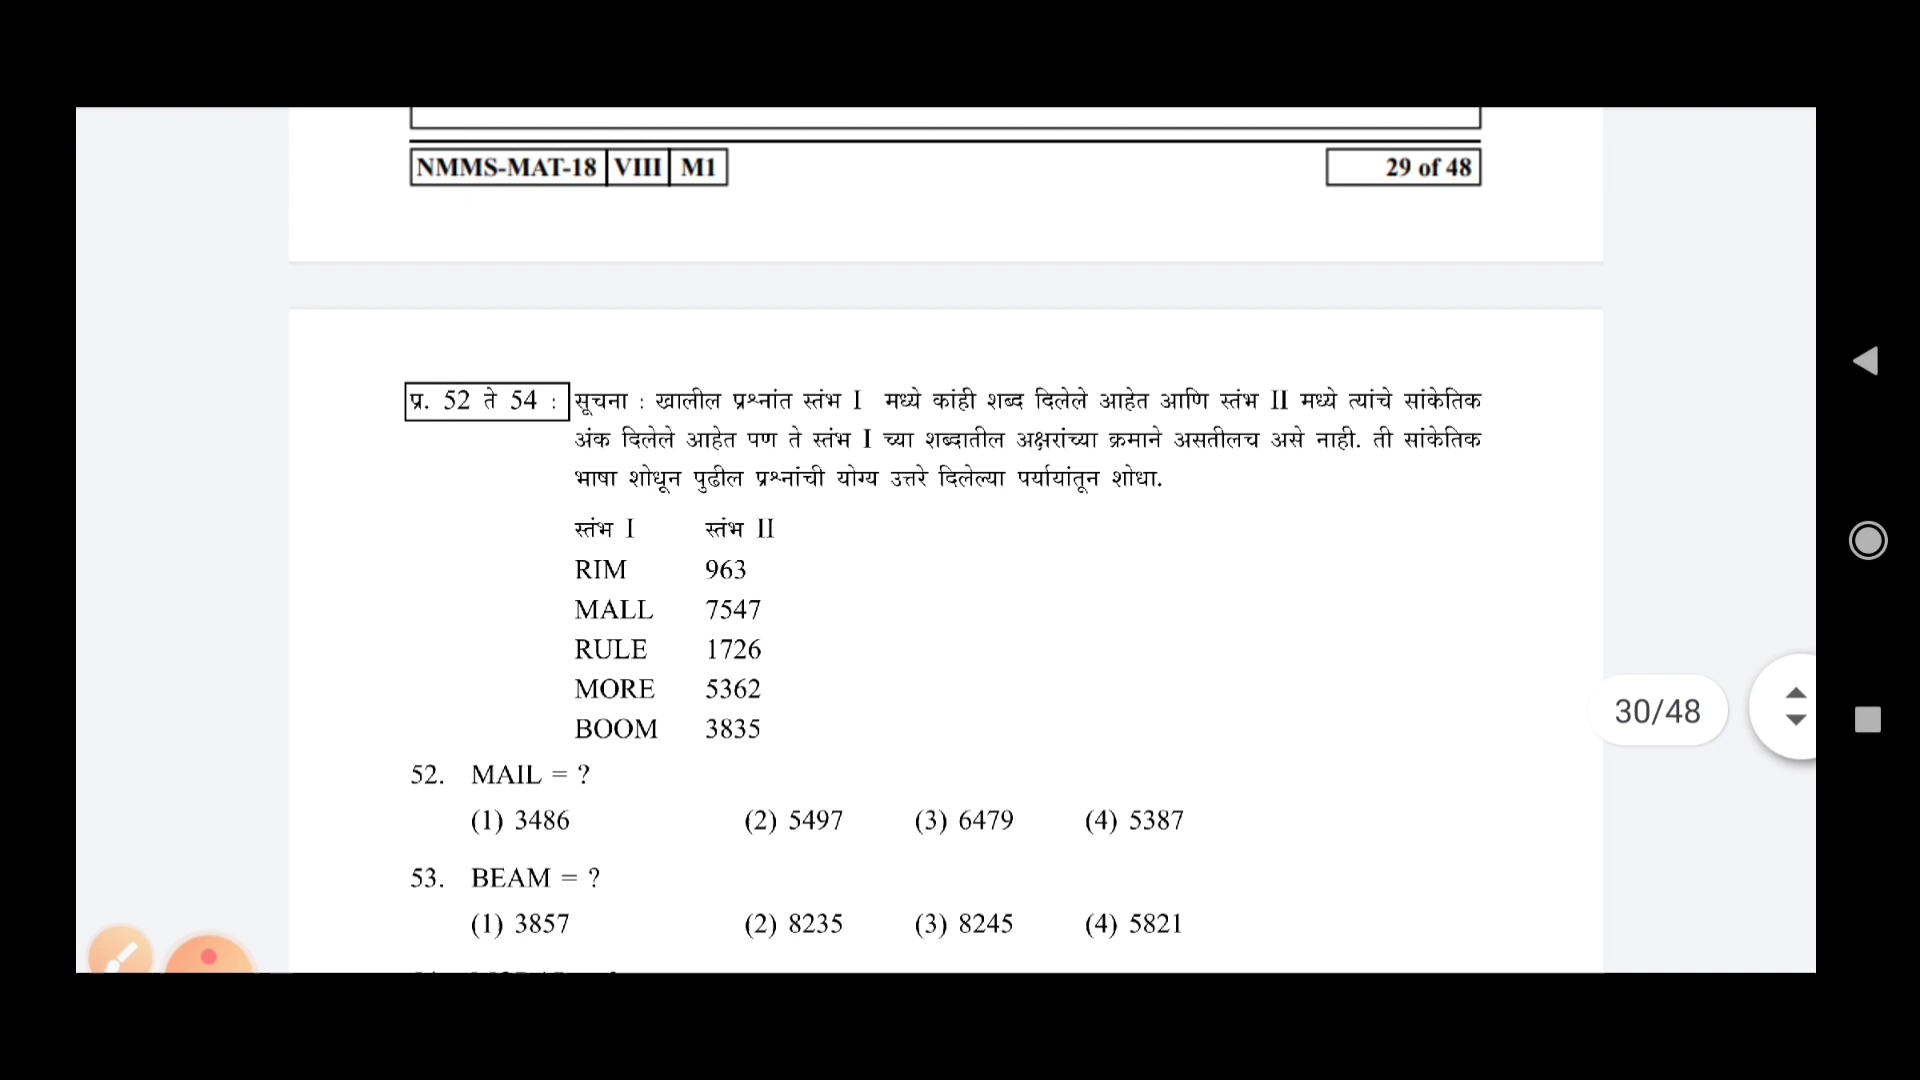 NMMS-MAT-18 VIII M1 29 of 48
प्र. 52 ते 54 : सूचना : खालील प्रश्नांत स्तंभ I मध्ये कांही शब्द दिलेले आहेत आणि स्तंभ II मध्ये त्यांचे सांकेतिक
अंक दिलेले आहेत पण ते स्तंभ I च्या शब्दातील अक्षरांच्या क्रमाने असतीलच असे नाही. ती सांकेतिक
भाषा शोधून पुढील प्रश्नांची योग्य उत्तरे दिलेल्या पर्यायांतून शोधा.
स्तंभ I स्तंभ II
RIM 963
MALL 7547
RULE 1726
MORE 5362
BOOM 3835
30/48
52. MAIL = ?
(1) 3486 (2) 5497 (3) 6479 (4) 5387
53. BEAM = ?
(1) 3857 (2) 8235 (3) 8245 (4) 5821